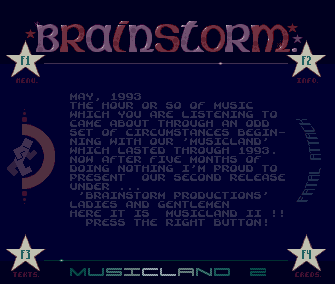 BRAINSTORM
F1
F2
MENU.
INFO.
MAY, 1993
THE HOUR OR SO OF MUSIC
WHICH YOU ARE LISTENING TO
CAME ABOUT THROUGH AN ODD
SET OF CIRCUMSTANCES BEGIN-
NING WITH OUR 'MUSICLAND'
WHICH LASTED THROUGH 1993.
NOW AFTER FIVE MONTHS OF
DOING NOTHING I'M PROUD TO
PRESENT OUR SECOND RELEASE
UNDER ...
'BRAINSTORM PRODUCTIONS'
LADIES AND GENTLEMEN
HERE IT IS MUSICLAND II !!
PRESS THE RIGHT BUTTON!
FATAL ATTACK
F3
F4
TEXTS.
CREDS.
MUSICLAND 2